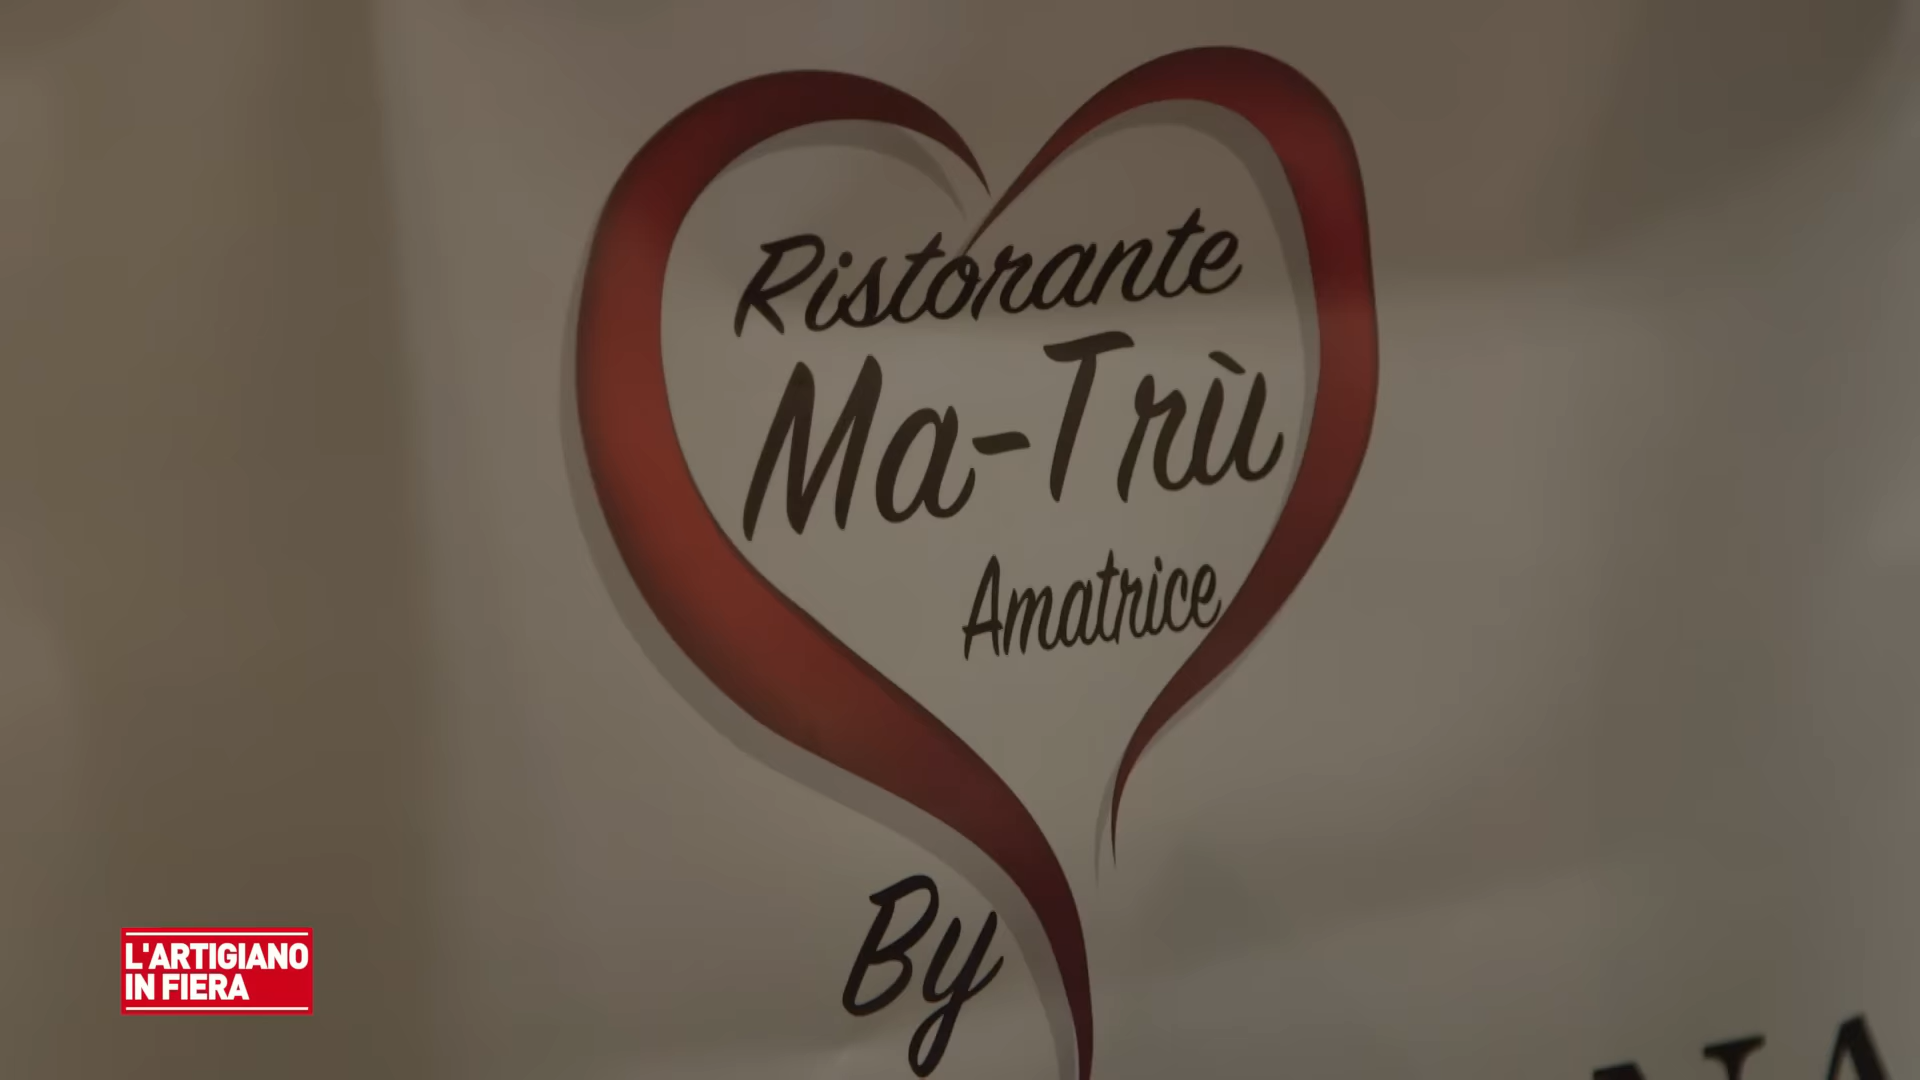 Ristorante
Ma-Trù
Amatrice
By
L'ARTIGIANO
IN FIERA